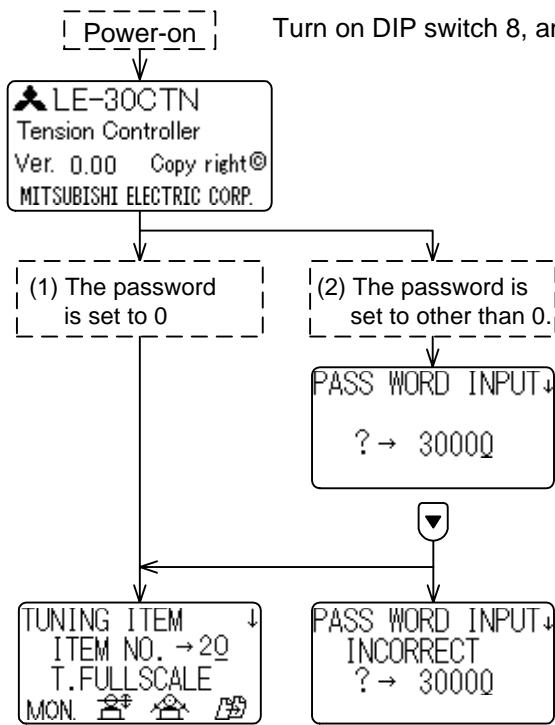 Power-on
Turn on DIP switch 8, an
LE-30CTN
Tension Controller
Ver. 0.00 Copy right©
MITSUBISHI ELECTRIC CORP.
(1) The password
is set to 0
(2) The password is
set to other than 0.
PASS WORD INPUT↓
?→ 30000
▼
TUNING ITEM ↓
ITEM NO. →20
T.FULLSCALE
MON.
PASS WORD INPUT↓
INCORRECT
?→ 30000